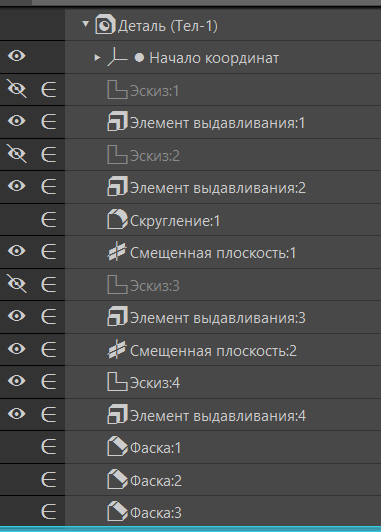 Деталь (Тел-1)
Начало координат
Эскиз:1
Элемент выдавливания:1
Эскиз:2
Элемент выдавливания:2
Скругление:1
Смещенная плоскость:1
Эскиз:3
Элемент выдавливания:3
Смещенная плоскость:2
Эскиз:4
Элемент выдавливания:4
Фаска:1
Фаска:2
Фаска:3